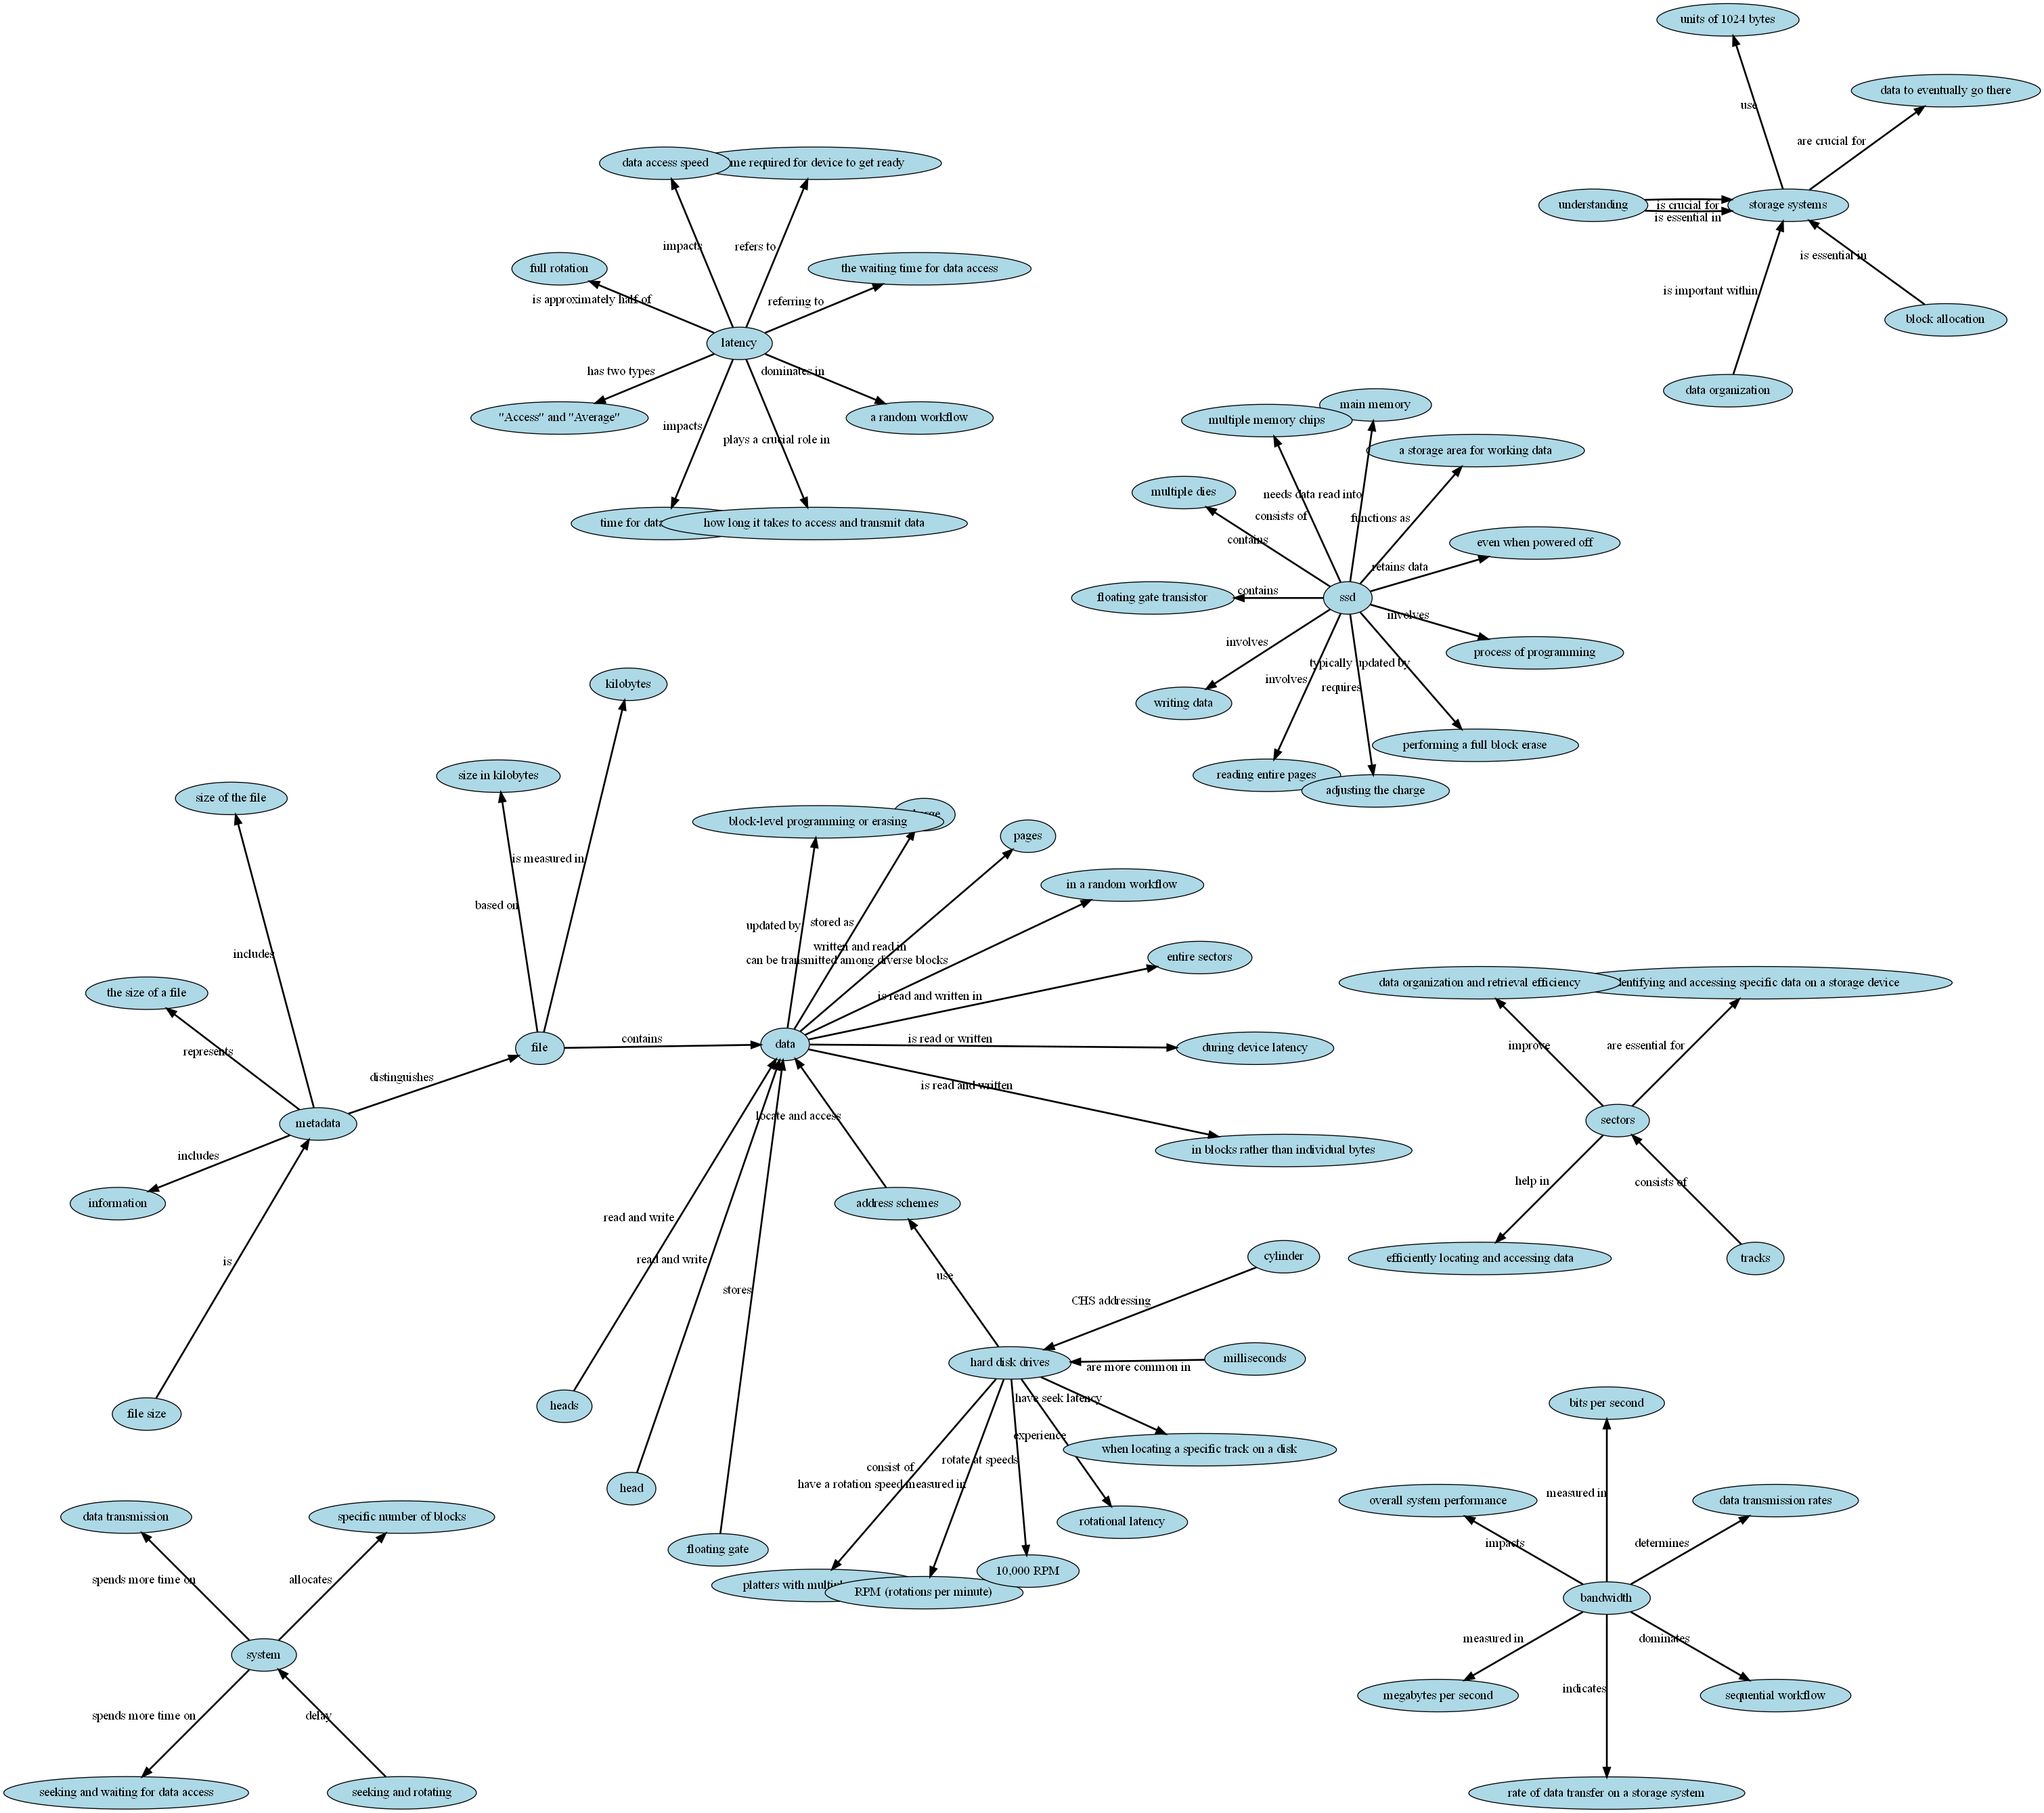 units of 1024 bytes
data to eventually go there
use
are crucial for
understanding
is crucial for
is essential in
storage systems
is essential in
is important within
block allocation
data organization
data access speed
me required for device to get ready
impacts
refers to
full rotation
the waiting time for data access
is approximately half of
referring to
latency
has two types
dominates in
"Access" and "Average"
a random workflow
impacts
plays a crucial role in
time for data
how long it takes to access and transmit data
main memory
multiple memory chips
a storage area for working data
multiple dies
needs data read into
consists of
functions as
contains
even when powered off
retains data
floating gate transistor
contains
ssd
involves
involves
process of programming
typically updated by
involves
requires
writing data
performing a full block erase
reading entire pages
adjusting the charge
kilobytes
size in kilobytes
size of the file
is measured in
based on
includes
the size of a file
represents
file
contains
distinguishes
metadata
includes
information
is
file size
block-level programming or erasing
pages
in a random workflow
updated by
stored as
written and read in
can be transmitted among diverse blocks
entire sectors
is read and written in
data
is read or written
during device latency
is read and written
locate and access
in blocks rather than individual bytes
address schemes
read and write
read and write
stores
use
cylinder
CHS addressing
hard disk drives
milliseconds
are more common in
have seek latency
heads
experience
when locating a specific track on a disk
consist of
rotate at speeds
have a rotation speed measured in
head
rotational latency
floating gate
10,000 RPM
platters with
RPM (rotations per minute)
data organization and retrieval efficiency
identifying and accessing specific data on a storage device
improve
are essential for
sectors
help in
consists of
efficiently locating and accessing data
tracks
bits per second
overall system performance
measured in
data transmission rates
impacts
determines
bandwidth
measured in
dominates
megabytes per second
indicates
sequential workflow
rate of data transfer on a storage system
data transmission
specific number of blocks
spends more time on
allocates
system
spends more time on
delay
seeking and waiting for data access
seeking and rotating